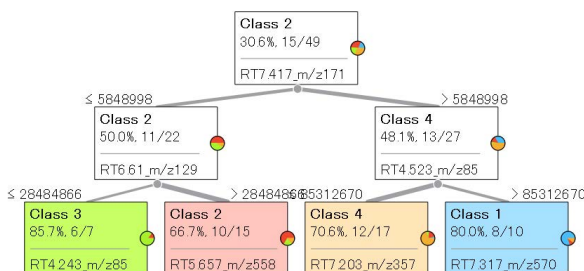 Class 2
30.6%, 15/49
RT7.417_m/z171
≤ 5848998
> 5848998
Class 2
50.0%, 11/22
RT6.61_m/z129
Class 4
48.1%, 13/27
RT4.523_m/z85
≤ 28484866
> 28484866
≤ 85312670
> 85312670
Class 3
85.7%, 6/7
RT4.243_m/z85
Class 2
66.7%, 10/15
RT5.657_m/z558
Class 4
70.6%, 12/17
RT7.203_m/z357
Class 1
80.0%, 8/10
RT7.317_m/z570